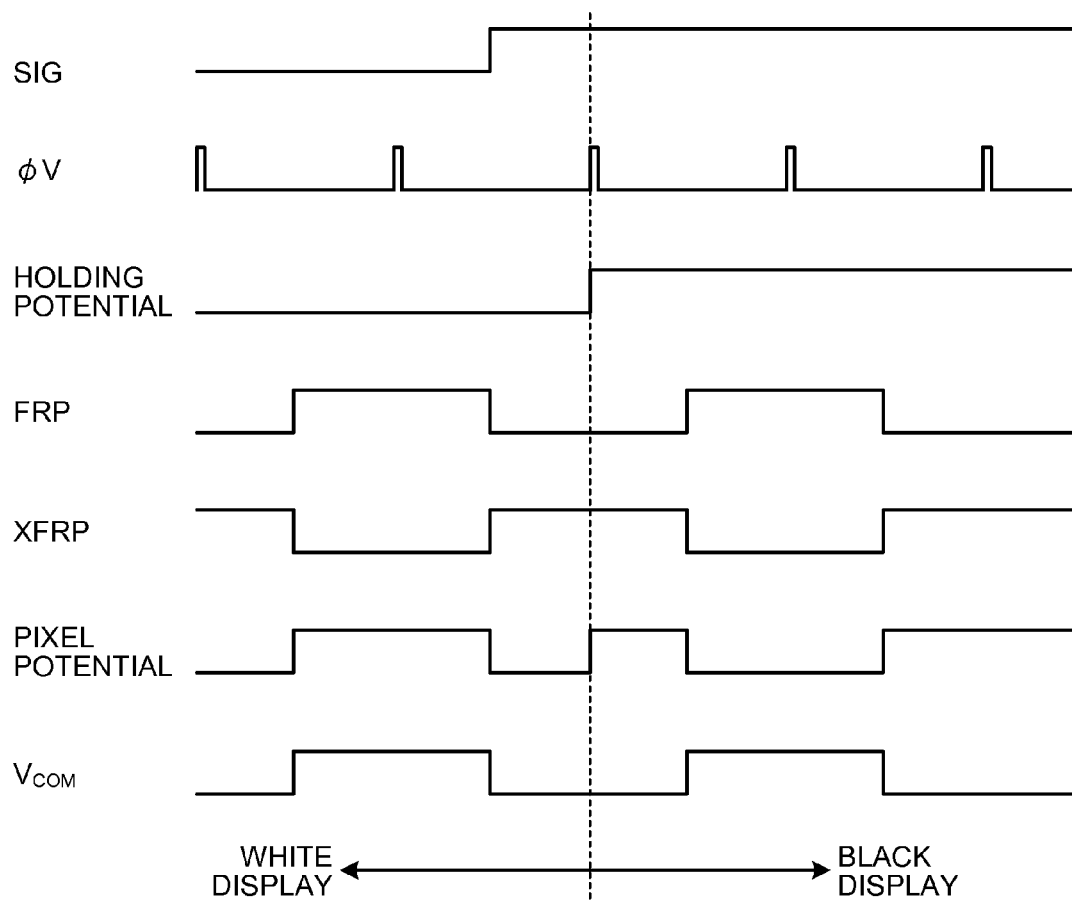 SIG
ϕV
HOLDING
POTENTIAL
FRP
XFRP
PIXEL
POTENTIAL
VCOM
WHITE
DISPLAY
BLACK
DISPLAY